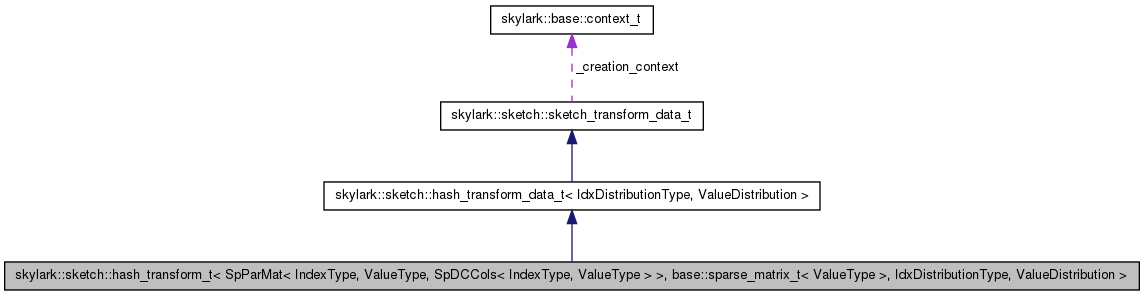 skylark::base::context_t
_creation_context
skylark::sketch::sketch_transform_data_t
skylark::sketch::hash_transform_data_t< IdxDistributionType, ValueDistribution >
skylark::sketch::hash_transform_t< SpParMat< IndexType, ValueType, SpDCCols< IndexType, ValueType > >, base::sparse_matrix_t< ValueType >, IdxDistributionType, ValueDistribution >